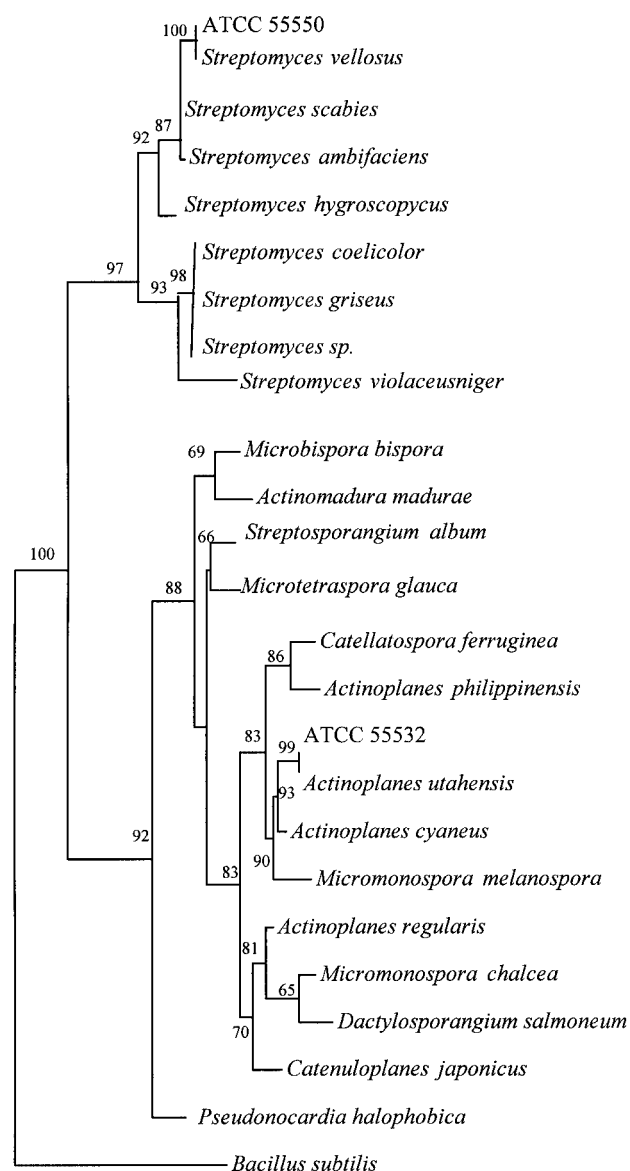 100 ATCC 55550
Streptomyces vellosus
Streptomyces scabies
87
92
Streptomyces ambifaciens
Streptomyces hygroscopycus
Streptomyces coelicolor
97
98
93
Streptomyces griseus
Streptomyces sp.
Streptomyces violaceusniger
69 Microbispora bispora
Actinomadura madurae
66 Streptosporangium album
100
88 Microtetraspora glauca
Catellatospora ferruginea
86
Actinoplanes philippinensis
83 ATCC 55532
99
Actinoplanes utahensis
93
Actinoplanes cyaneus
92
90
83 Micromonospora melanospora
Actinoplanes regularis
81
Micromonospora chalcea
65
Dactylosporangium salmoneum
70
Catenuloplanes japonicus
Pseudonocardia halophobica
Bacillus subtilis